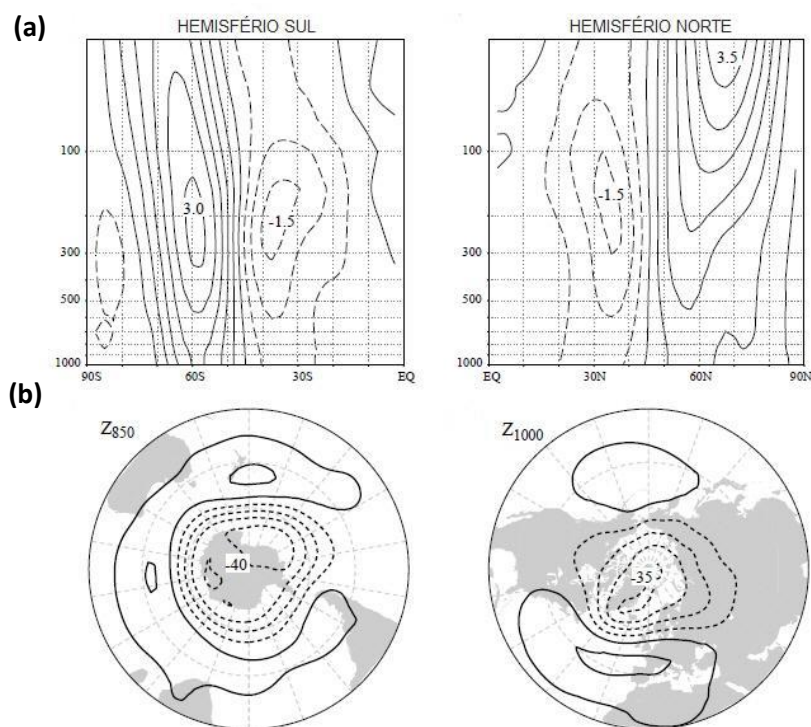 (a)
HEMISFÉRIO SUL
HEMISFÉRIO NORTE
100
300
500
1000
3.0
-1.5
90S
60S
30S
EQ
100
300
500
1000
-1.5
3.5
EQ
30N
60N
90N
(b)
Z850
-40
Z1000
-35